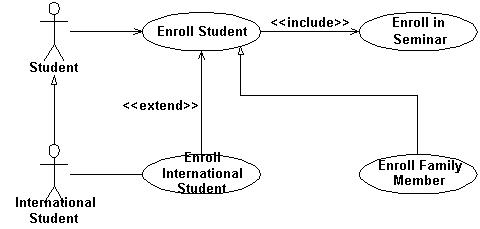 Enroll Student
<<include>>
Enroll in
Seminar
Student
<<extend>>
Enroll
International
Student
Enroll Family
Member
International
Student